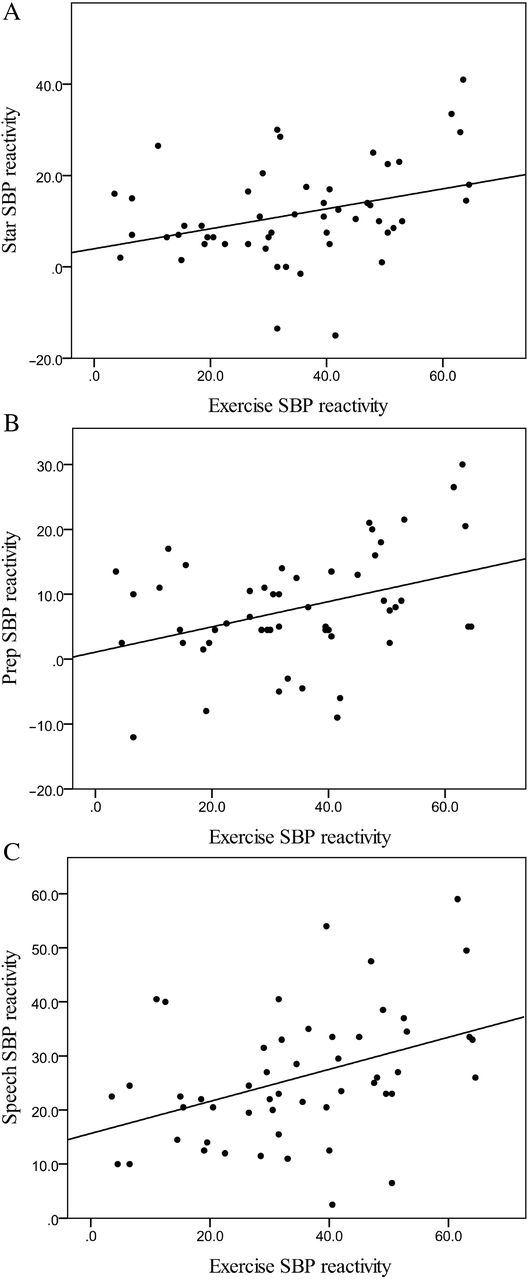 A
Star SBP reactivity
40.0
20.0
.0
−20.0
.0 20.0 40.0 60.0
Exercise SBP reactivity
B
Prep SBP reactivity
30.0
20.0
10.0
.0
−10.0
−20.0
.0 20.0 40.0 60.0
Exercise SBP reactivity
C
Speech SBP reactivity
60.0
50.0
40.0
30.0
20.0
10.0
.0
.0 20.0 40.0 60.0
Exercise SBP reactivity